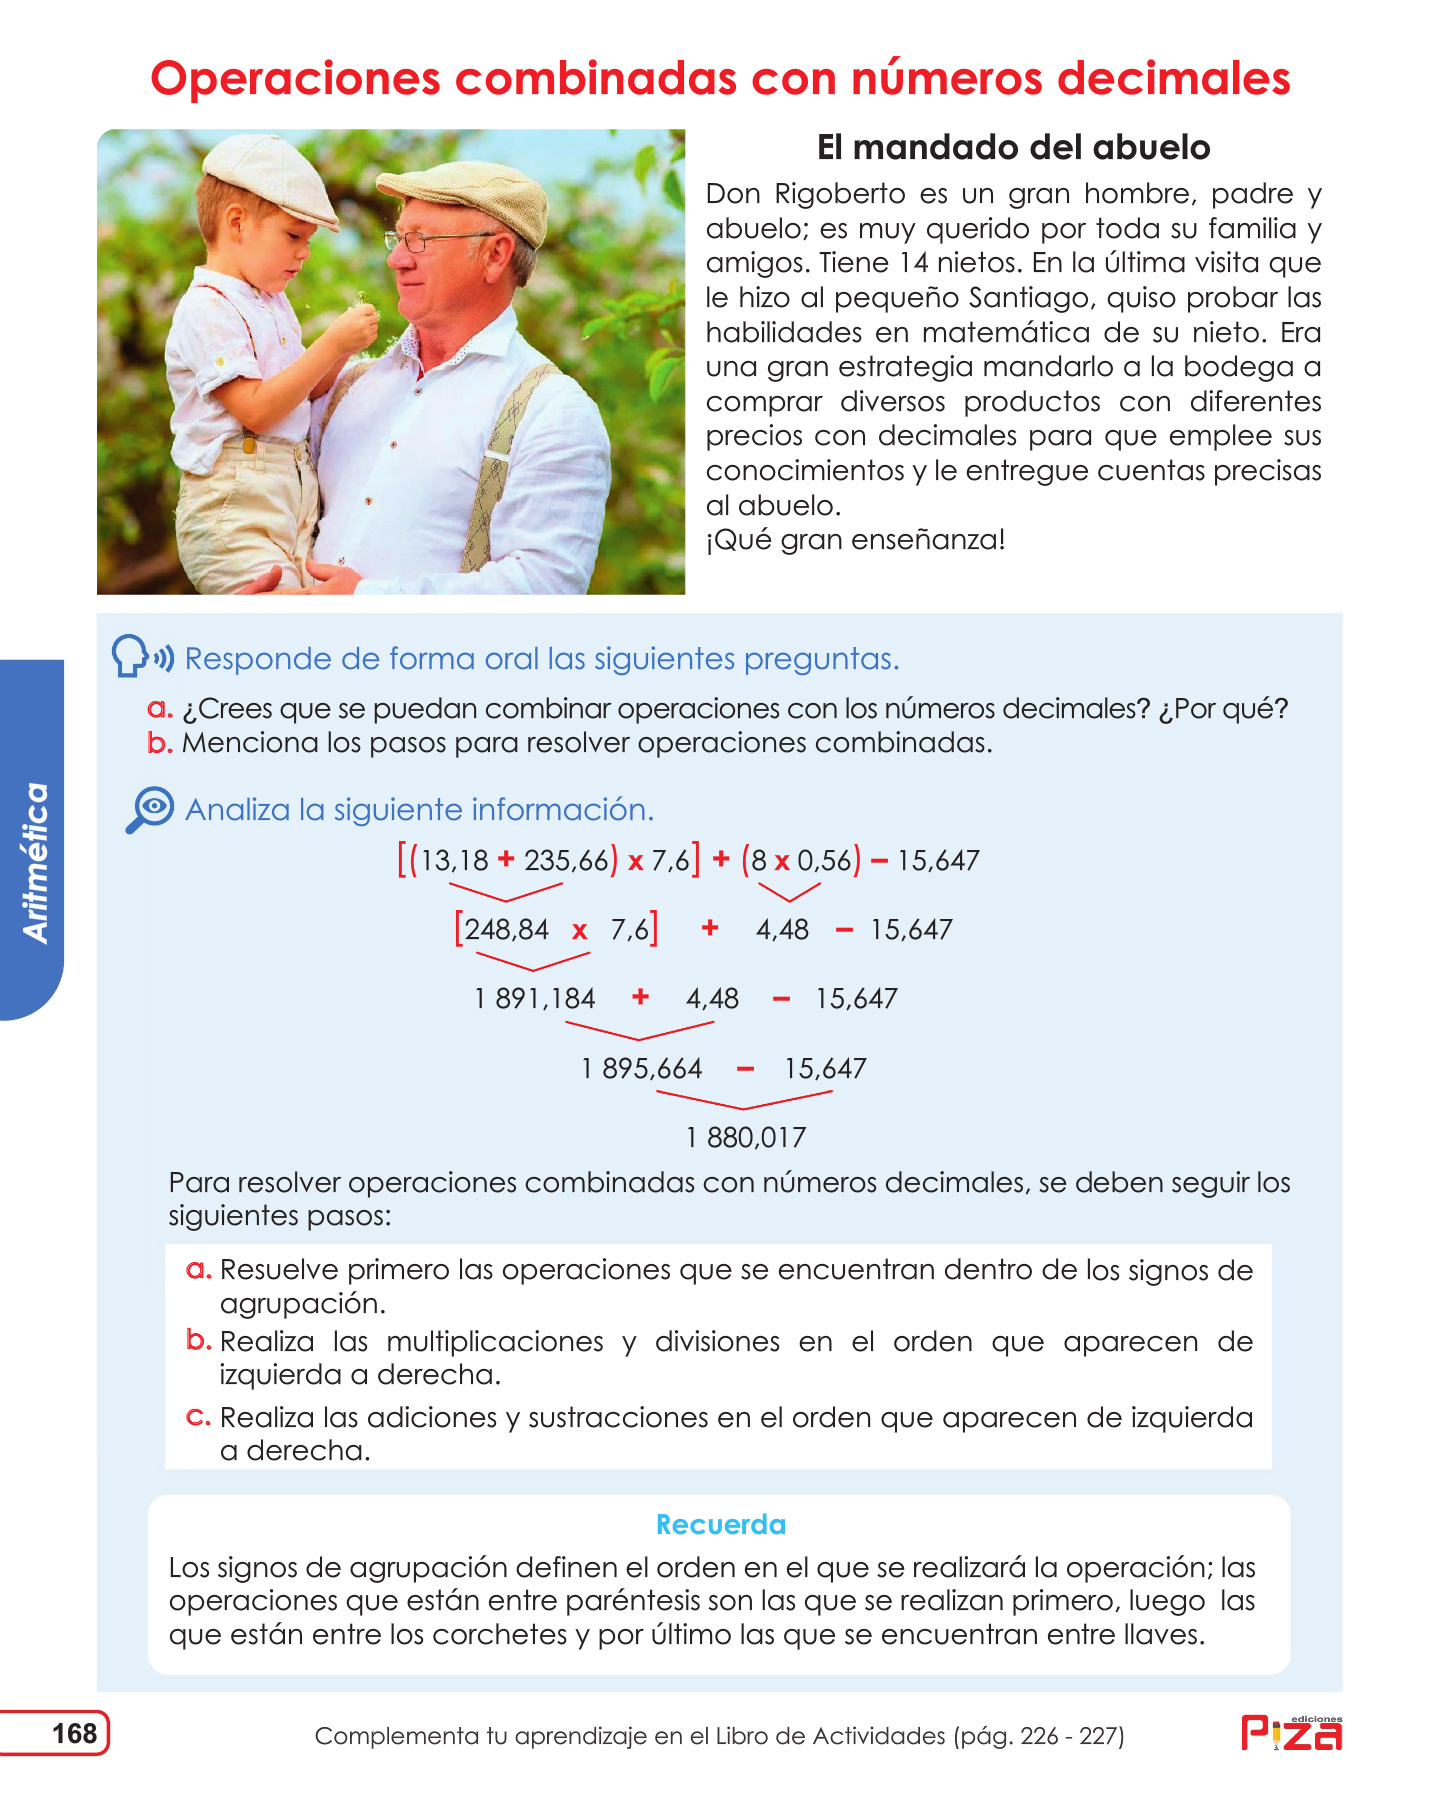 Operaciones combinadas con números decimales
El mandado del abuelo
Don Rigoberto es un gran hombre, padre y
abuelo; es muy querido por toda su familia y
amigos. Tiene 14 nietos. En la última visita que
le hizo al pequeño Santiago, quiso probar las
habilidades en matemática de su nieto. Era
una gran estrategia mandarlo a la bodega a
comprar diversos productos con diferentes
precios con decimales para que emplee sus
conocimientos y le entregue cuentas precisas
al abuelo.
¡Qué gran enseñanza!
Responde de forma oral las siguientes preguntas.
a. ¿Crees que se puedan combinar operaciones con los números decimales? ¿Por qué?
b. Menciona los pasos para resolver operaciones combinadas.
Analiza la siguiente información.
[(13,18 + 235,66) x 7,6] + (8 x 0,56) – 15,647
[248,84 x 7,6] + 4,48 – 15,647
1 891,184 + 4,48 – 15,647
1 895,664 – 15,647
1 880,017
Para resolver operaciones combinadas con números decimales, se deben seguir los
siguientes pasos:
a. Resuelve primero las operaciones que se encuentran dentro de los signos de
agrupación.
b. Realiza las multiplicaciones y divisiones en el orden que aparecen de
izquierda a derecha.
c. Realiza las adiciones y sustracciones en el orden que aparecen de izquierda
a derecha.
Recuerda
Los signos de agrupación definen el orden en el que se realizará la operación; las
operaciones que están entre paréntesis son las que se realizan primero, luego las
que están entre los corchetes y por último las que se encuentran entre llaves.
Aritmética
168
Complementa tu aprendizaje en el Libro de Actividades (pág. 226 - 227)
ediciones
Piza